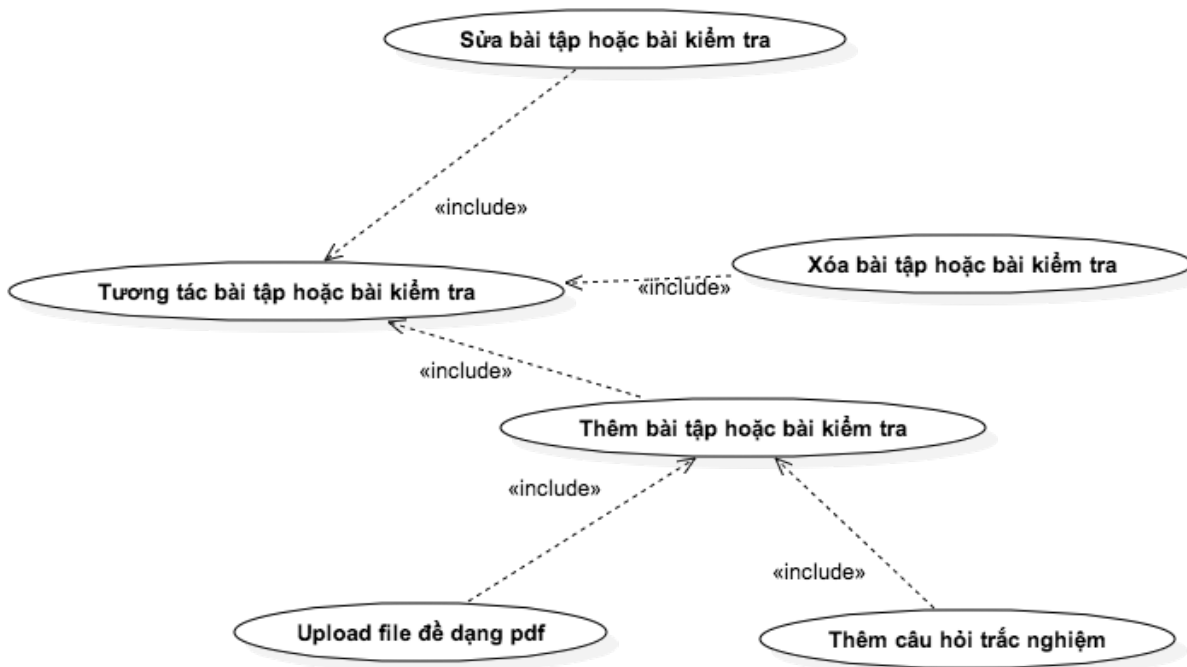 Sửa bài tập hoặc bài kiểm tra
«include»
Xóa bài tập hoặc bài kiểm tra
«include»
Tương tác bài tập hoặc bài kiểm tra
«include»
Thêm bài tập hoặc bài kiểm tra
«include»
«include»
Upload file đề dạng pdf
Thêm câu hỏi trắc nghiệm